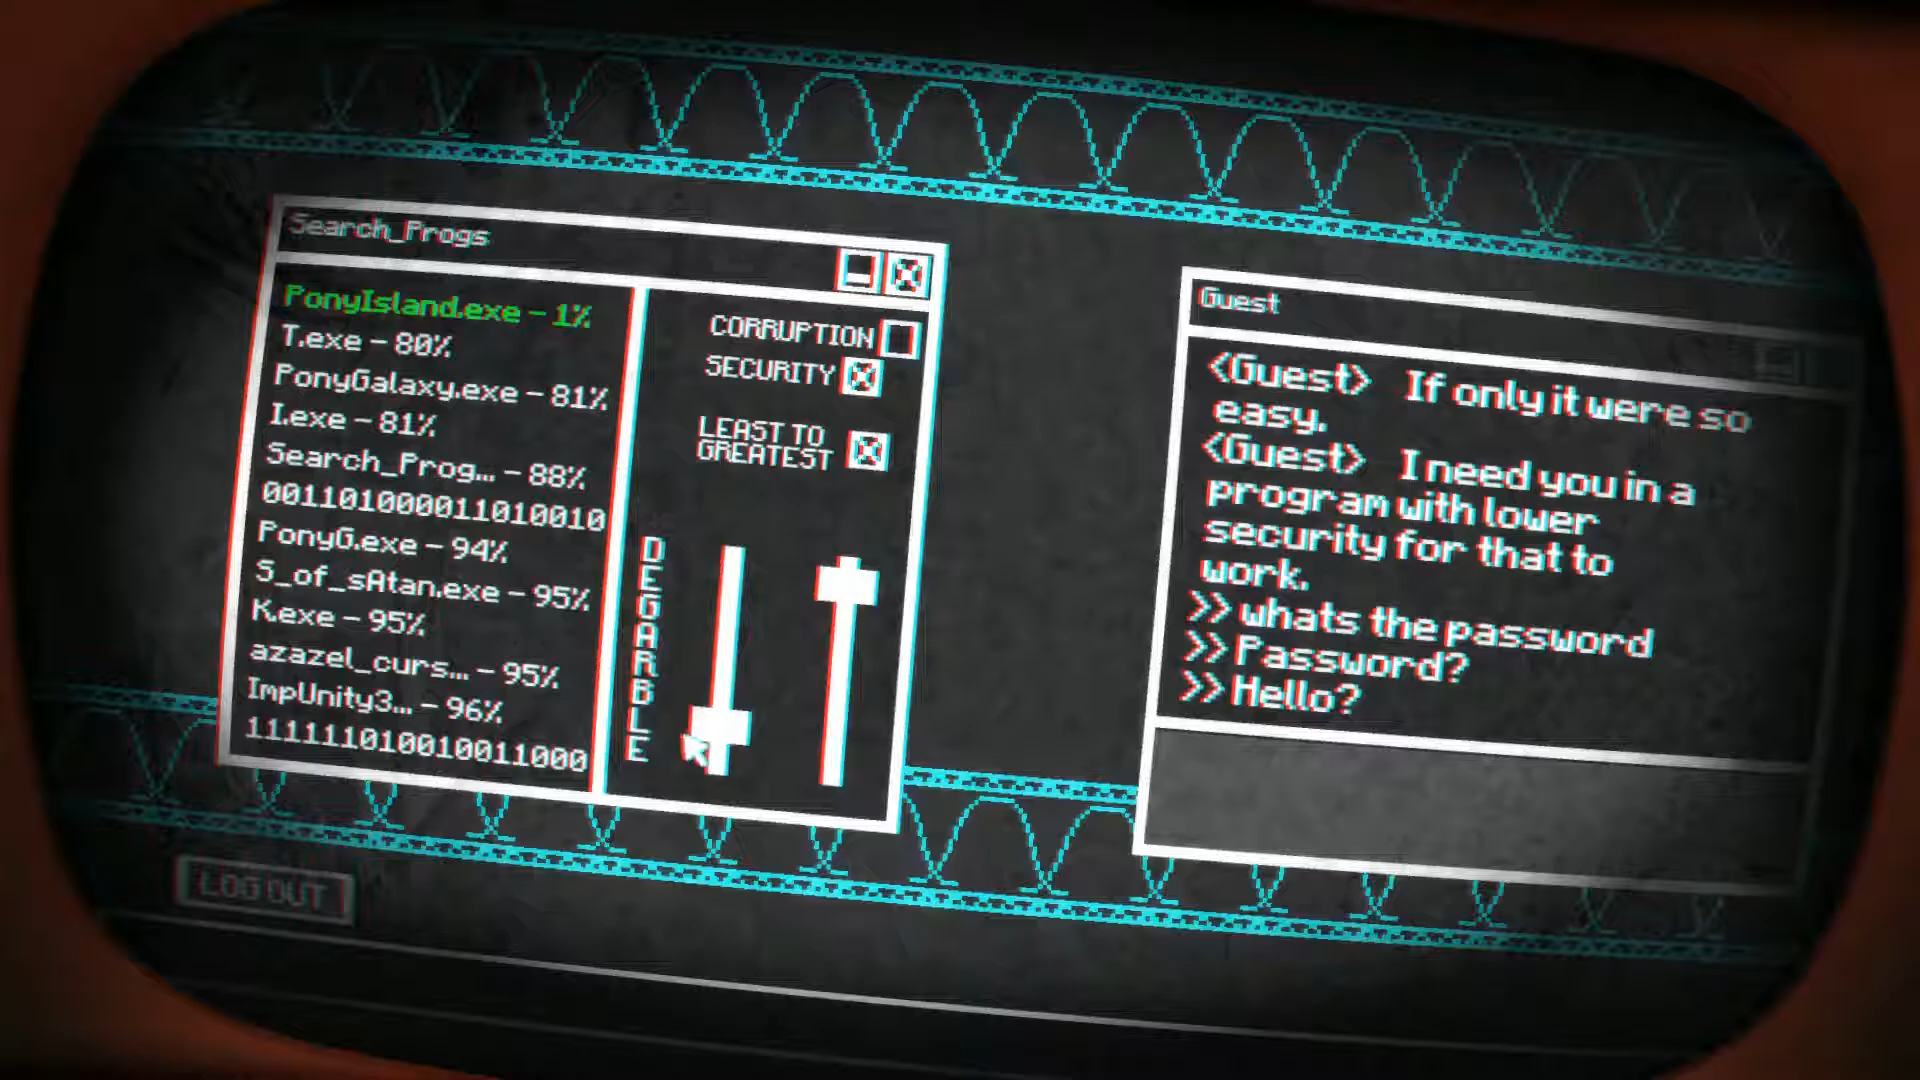 Search_Progs
PonyIsland.exe - 1%
T.exe - 80%
PonyGalaxy.exe - 81%
I.exe - 81%
Search_Prog... - 88%
001101000011010010
PonyG.exe - 94%
S_of_sAtan.exe - 95%
K.exe - 95%
azazel_curs... - 95%
ImpUnity3... - 96%
111111010010011000
CORRUPTION
SECURITY
LEAST TO
GREATEST
DEGARBLE
Guest
<Guest> If only it were so
easy.
<Guest> I need you in a
program with lower
security for that to
work.
>> whats the password
>> Password?
>> Hello?
LOG OUT